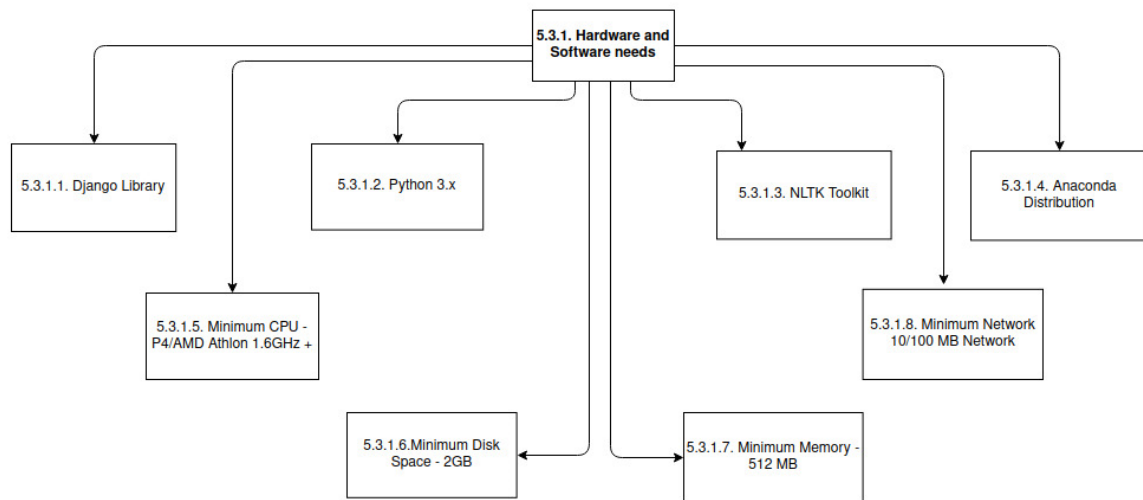 5.3.1. Hardware and
Software needs
5.3.1.1. Django Library
5.3.1.2. Python 3.x
5.3.1.3. NLTK Toolkit
5.3.1.4. Anaconda
Distribution
5.3.1.5. Minimum CPU -
P4/AMD Athlon 1.6GHz +
5.3.1.8. Minimum Network
10/100 MB Network
5.3.1.6.Minimum Disk
Space - 2GB
5.3.1.7. Minimum Memory -
512 MB